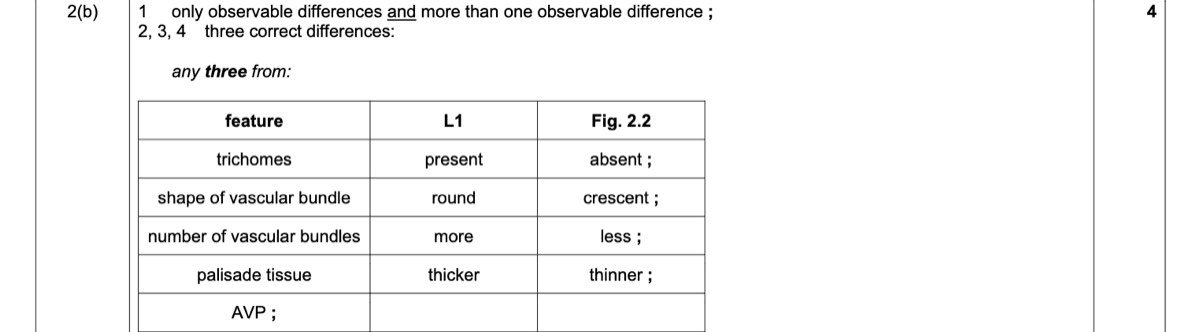 2(b) 1 only observable differences and more than one observable difference ; 4
2, 3, 4 three correct differences:
any three from:
feature L1 Fig. 2.2
trichomes present absent ;
shape of vascular bundle round crescent ;
number of vascular bundles more less ;
palisade tissue thicker thinner ;
AVP ;